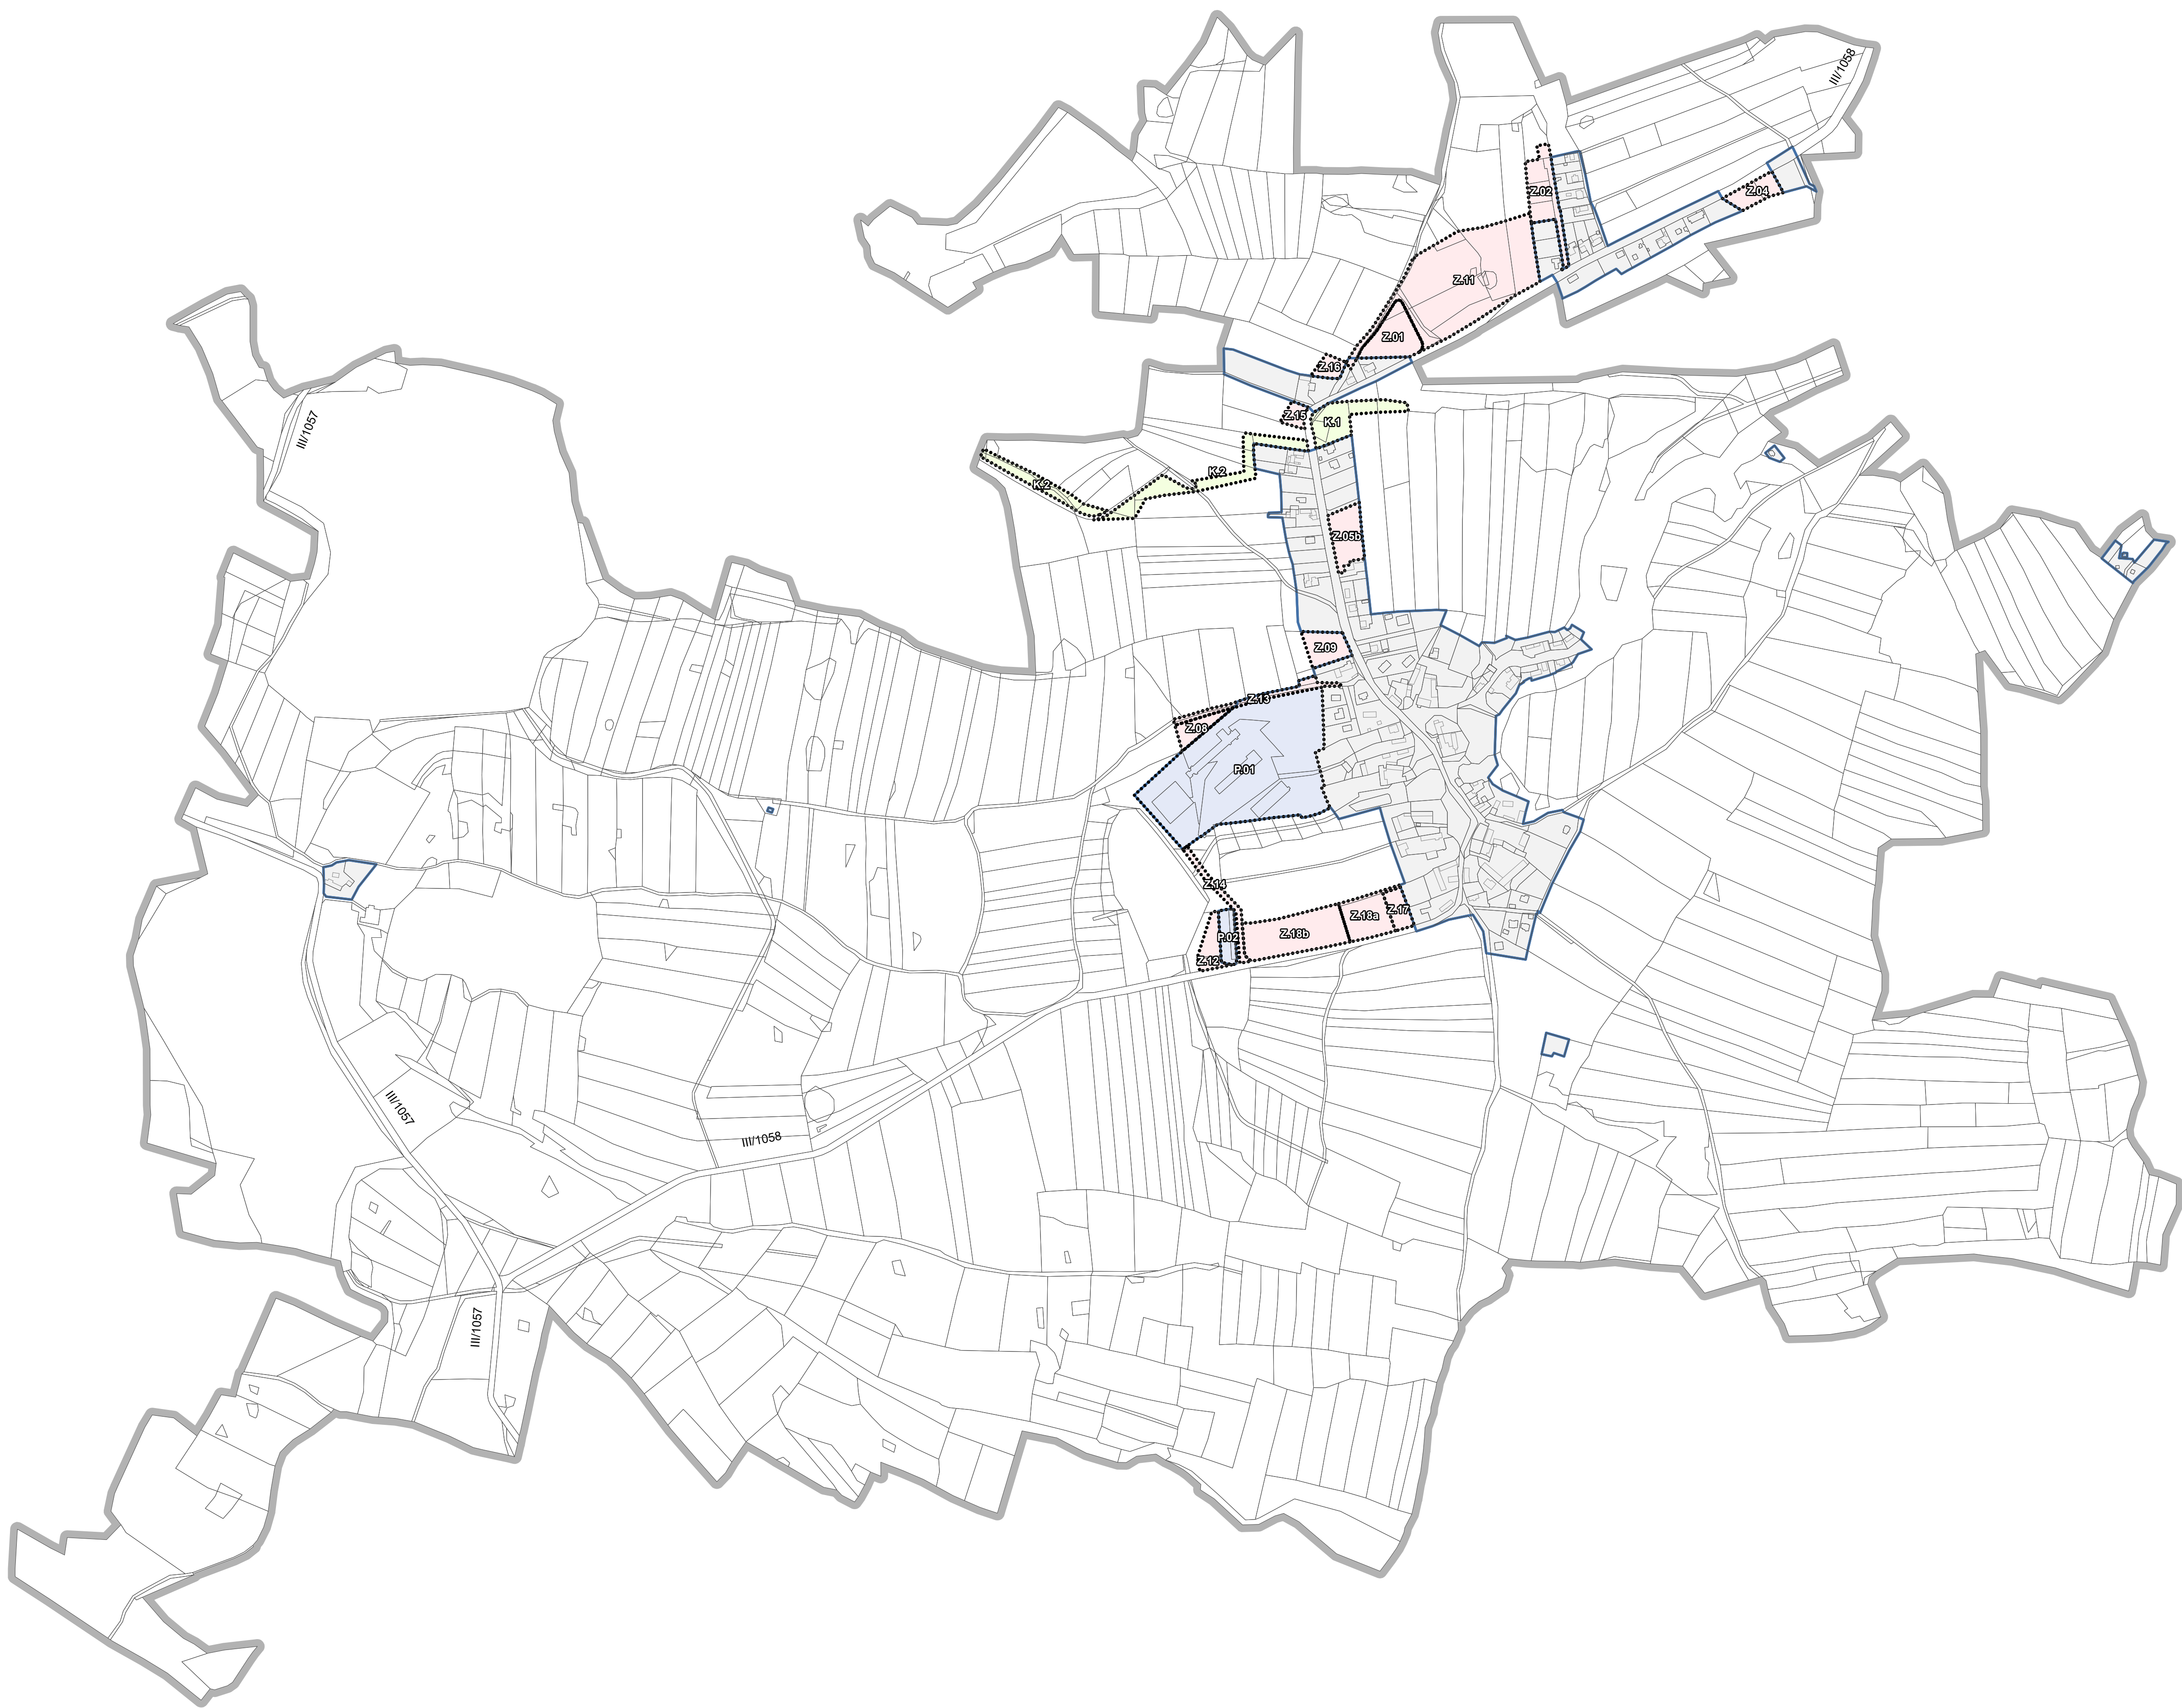 III/1058
Z.02
Z.04
Z.11
Z.01
Z.16
Z.15
K.1
III/1057
K.2
K.2
Z.05b
Z.09
Z.13
Z.08
P.01
Z.14
Z.17
Z.18a
Z.18b
P.02
Z.12
III/1057
III/1058
III/1057